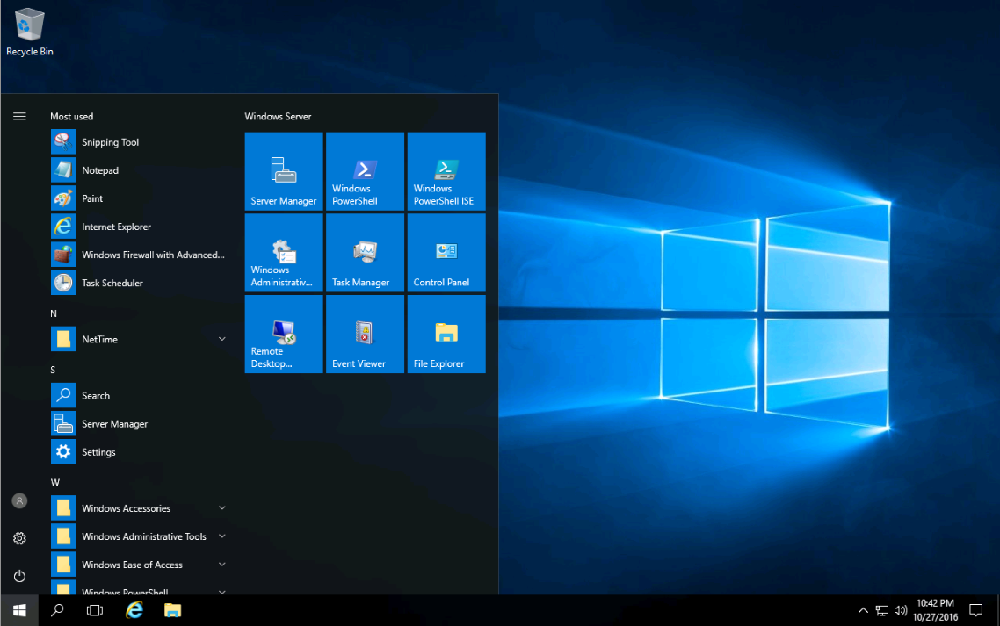 Recycle Bin
Most used
Snipping Tool
Notepad
Paint
Internet Explorer
Windows Firewall with Advanced...
Task Scheduler
N
NetTime
S
Search
Server Manager
Settings
W
Windows Accessories
Windows Administrative Tools
Windows Ease of Access
Windows PowerShell
Windows Server
Server Manager
Windows
PowerShell
Windows
PowerShell ISE
Windows
Administrativ...
Task Manager
Control Panel
Remote
Desktop...
Event Viewer
File Explorer
10:42 PM
10/27/2016